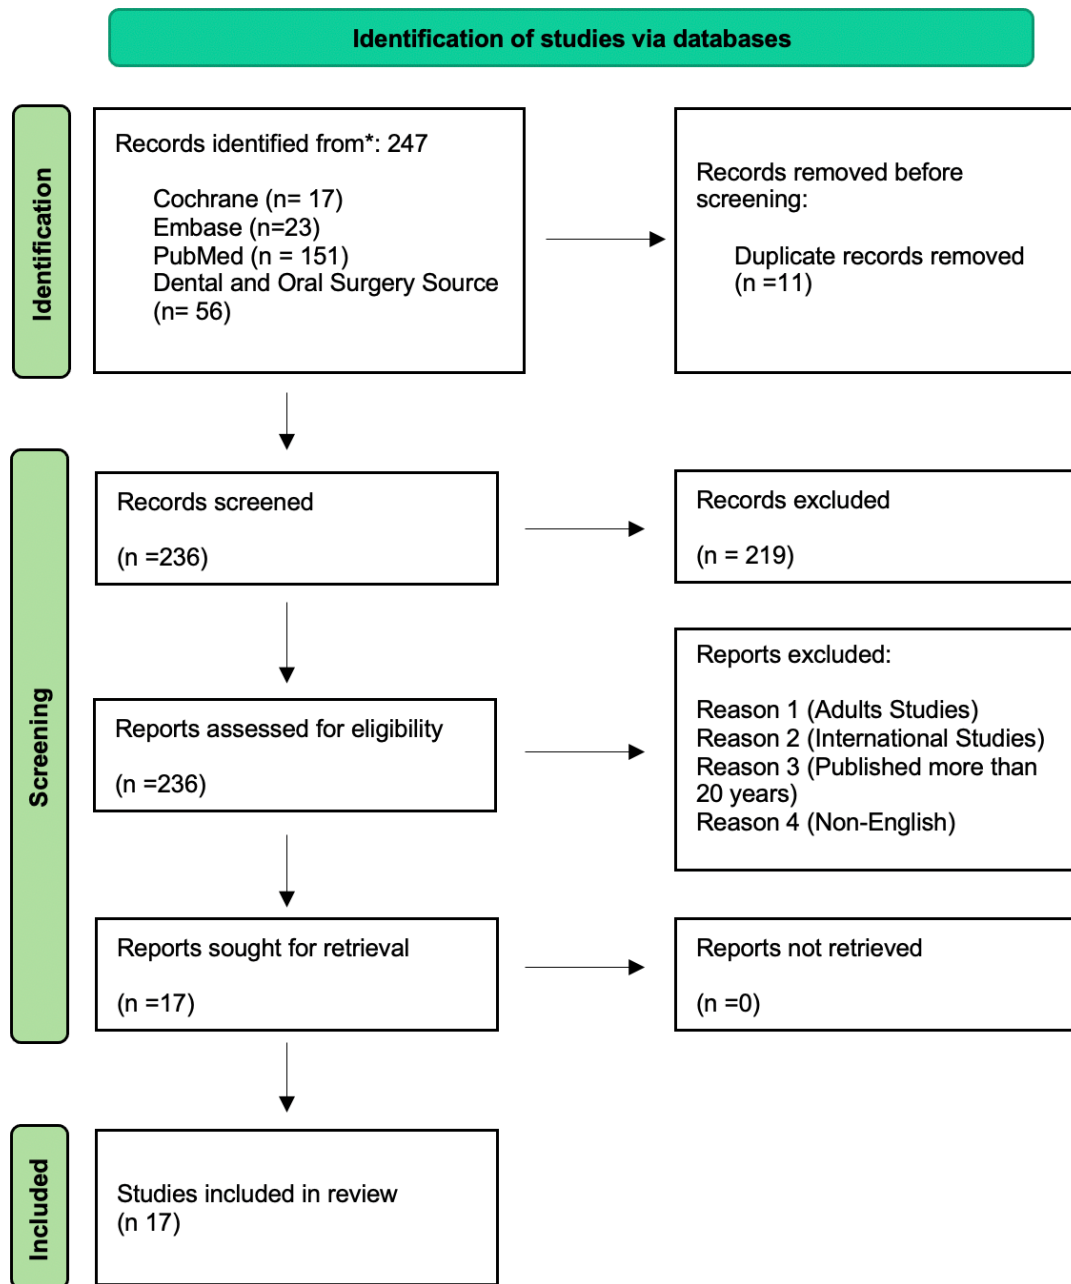 Identification of studies via databases
Identification
Records identified from*: 247
Cochrane (n= 17)
Embase (n=23)
PubMed (n = 151)
Dental and Oral Surgery Source
(n= 56)
Records removed before
screening:
Duplicate records removed
(n =11)
Screening
Records screened
(n =236)
Records excluded
(n = 219)
Reports assessed for eligibility
(n =236)
Reports excluded:
Reason 1 (Adults Studies)
Reason 2 (International Studies)
Reason 3 (Published more than
20 years)
Reason 4 (Non-English)
Reports sought for retrieval
(n =17)
Reports not retrieved
(n =0)
Included
Studies included in review
(n 17)